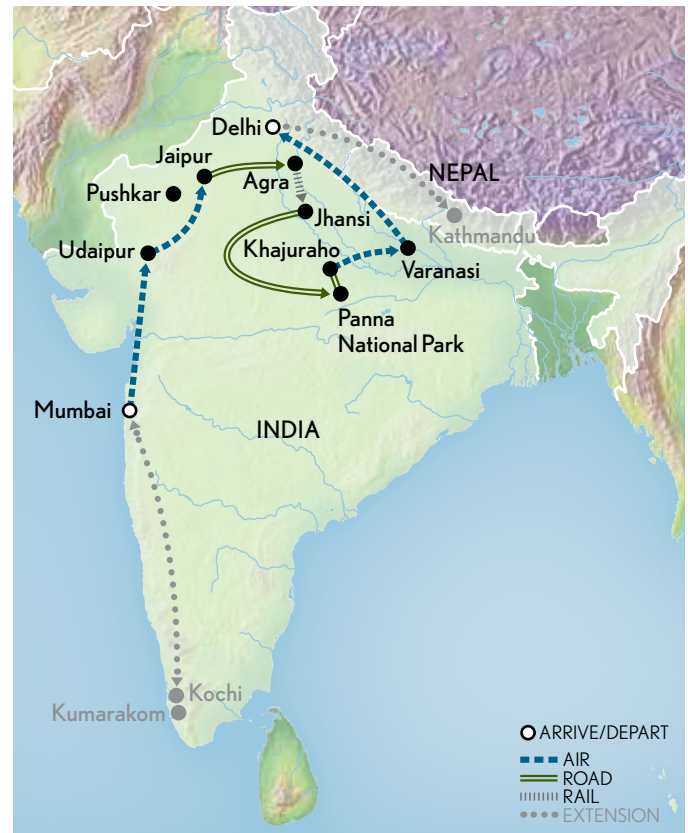 Delhi
Jaipur
NEPAL
Agra
Pushkar
Jhansi
Kathmandu
Udaipur
Khajuraho
Varanasi
Panna
National Park
Mumbai
INDIA
Kochi
Kumarakom
ARRIVE/DEPART
AIR
ROAD
RAIL
EXTENSION